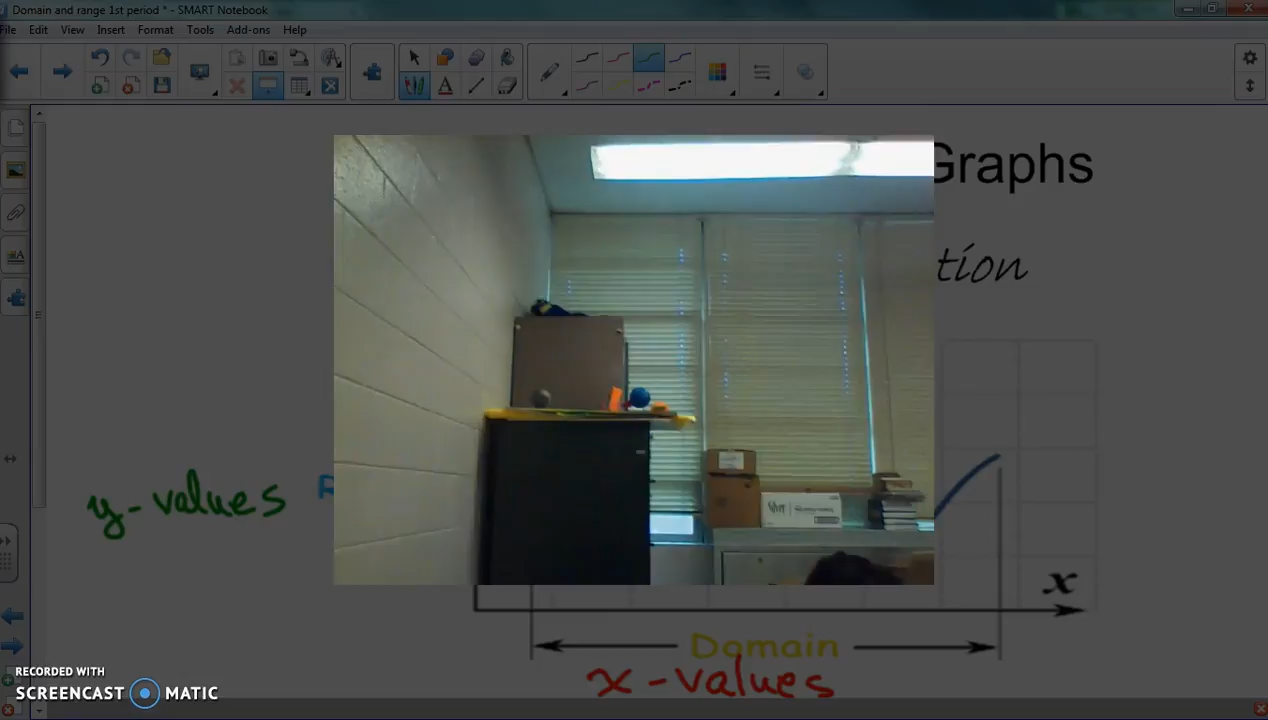 Domain and range 1st period * - SMART Notebook
File Edit View Insert Format Tools Add-ons Help
Graphs
tion
y-values R
x
Domain
x-values
RECORDED WITH
SCREENCAST MATIC